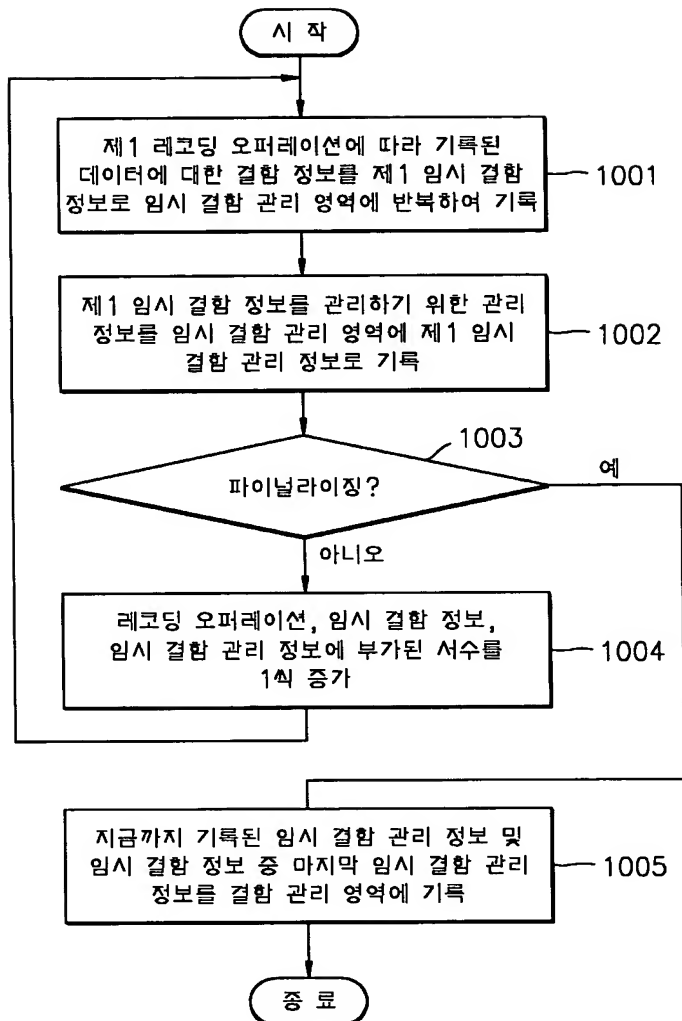 시 작
제1 레코딩 오퍼레이션에 따라 기록된
데이터에 대한 결함 정보를 제1 임시 결함
정보로 임시 결함 관리 영역에 반복하여 기록
1001
제1 임시 결함 정보를 관리하기 위한 관리
정보를 임시 결함 관리 영역에 제1 임시
결함 관리 정보로 기록
1002
1003
파이널라이징?
예
아니오
레코딩 오퍼레이션, 임시 결함 정보,
임시 결함 관리 정보에 부가된 서수를
1씩 증가
1004
지금까지 기록된 임시 결함 관리 정보 및
임시 결함 정보 중 마지막 임시 결함 관리
정보를 결함 관리 영역에 기록
1005
종 료